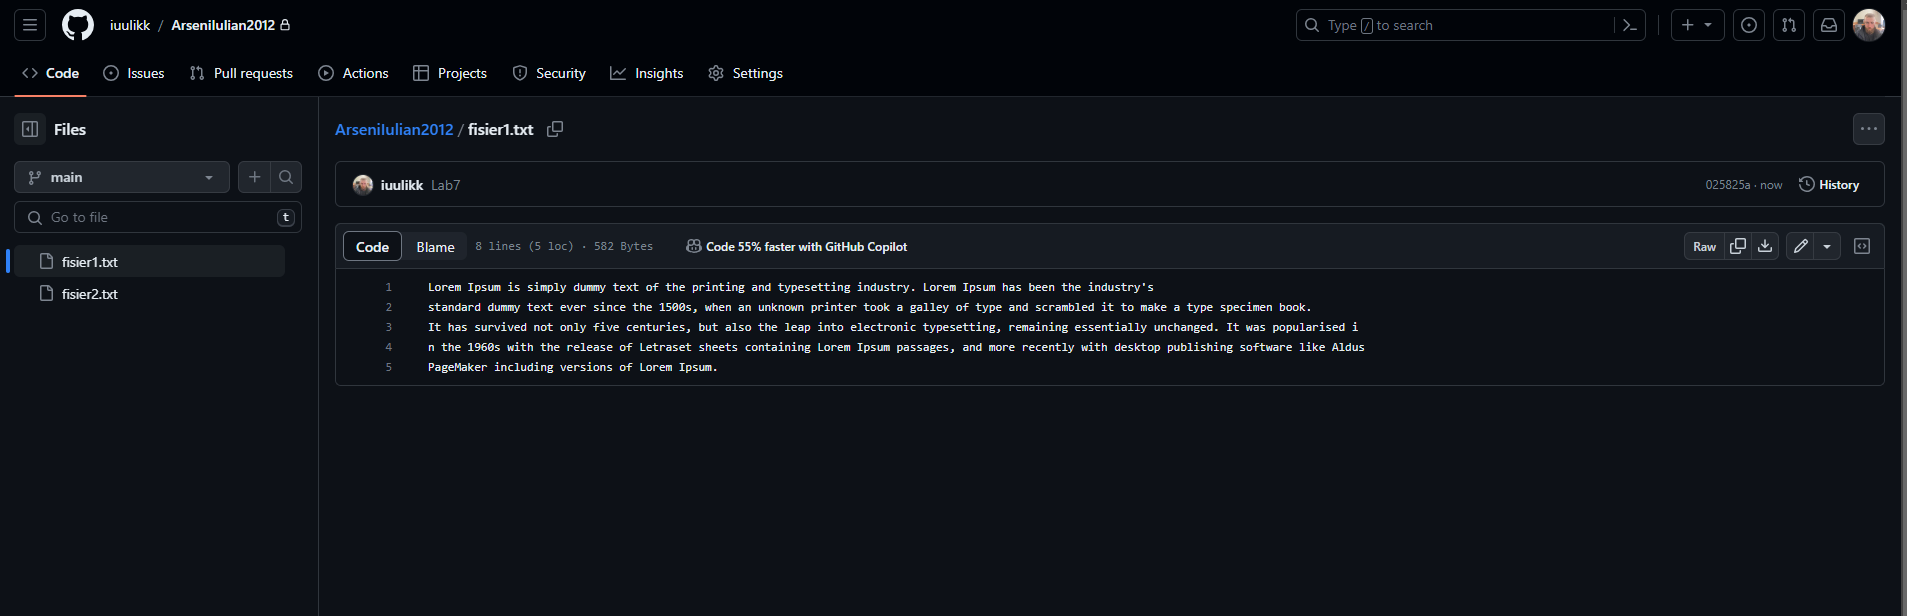 iuulikk / ArseniIulian2012
Type / to search
Code
Issues
Pull requests
Actions
Projects
Security
Insights
Settings
Files
main
Go to file
t
fisier1.txt
fisier2.txt
ArseniIulian2012 / fisier1.txt
iuulikk Lab7
025825a · now
History
Code
Blame
8 lines (5 loc) · 582 Bytes
Code 55% faster with GitHub Copilot
Raw
1 Lorem Ipsum is simply dummy text of the printing and typesetting industry. Lorem Ipsum has been the industry's
2 standard dummy text ever since the 1500s, when an unknown printer took a galley of type and scrambled it to make a type specimen book.
3 It has survived not only five centuries, but also the leap into electronic typesetting, remaining essentially unchanged. It was popularised i
4 n the 1960s with the release of Letraset sheets containing Lorem Ipsum passages, and more recently with desktop publishing software like Aldus
5 PageMaker including versions of Lorem Ipsum.